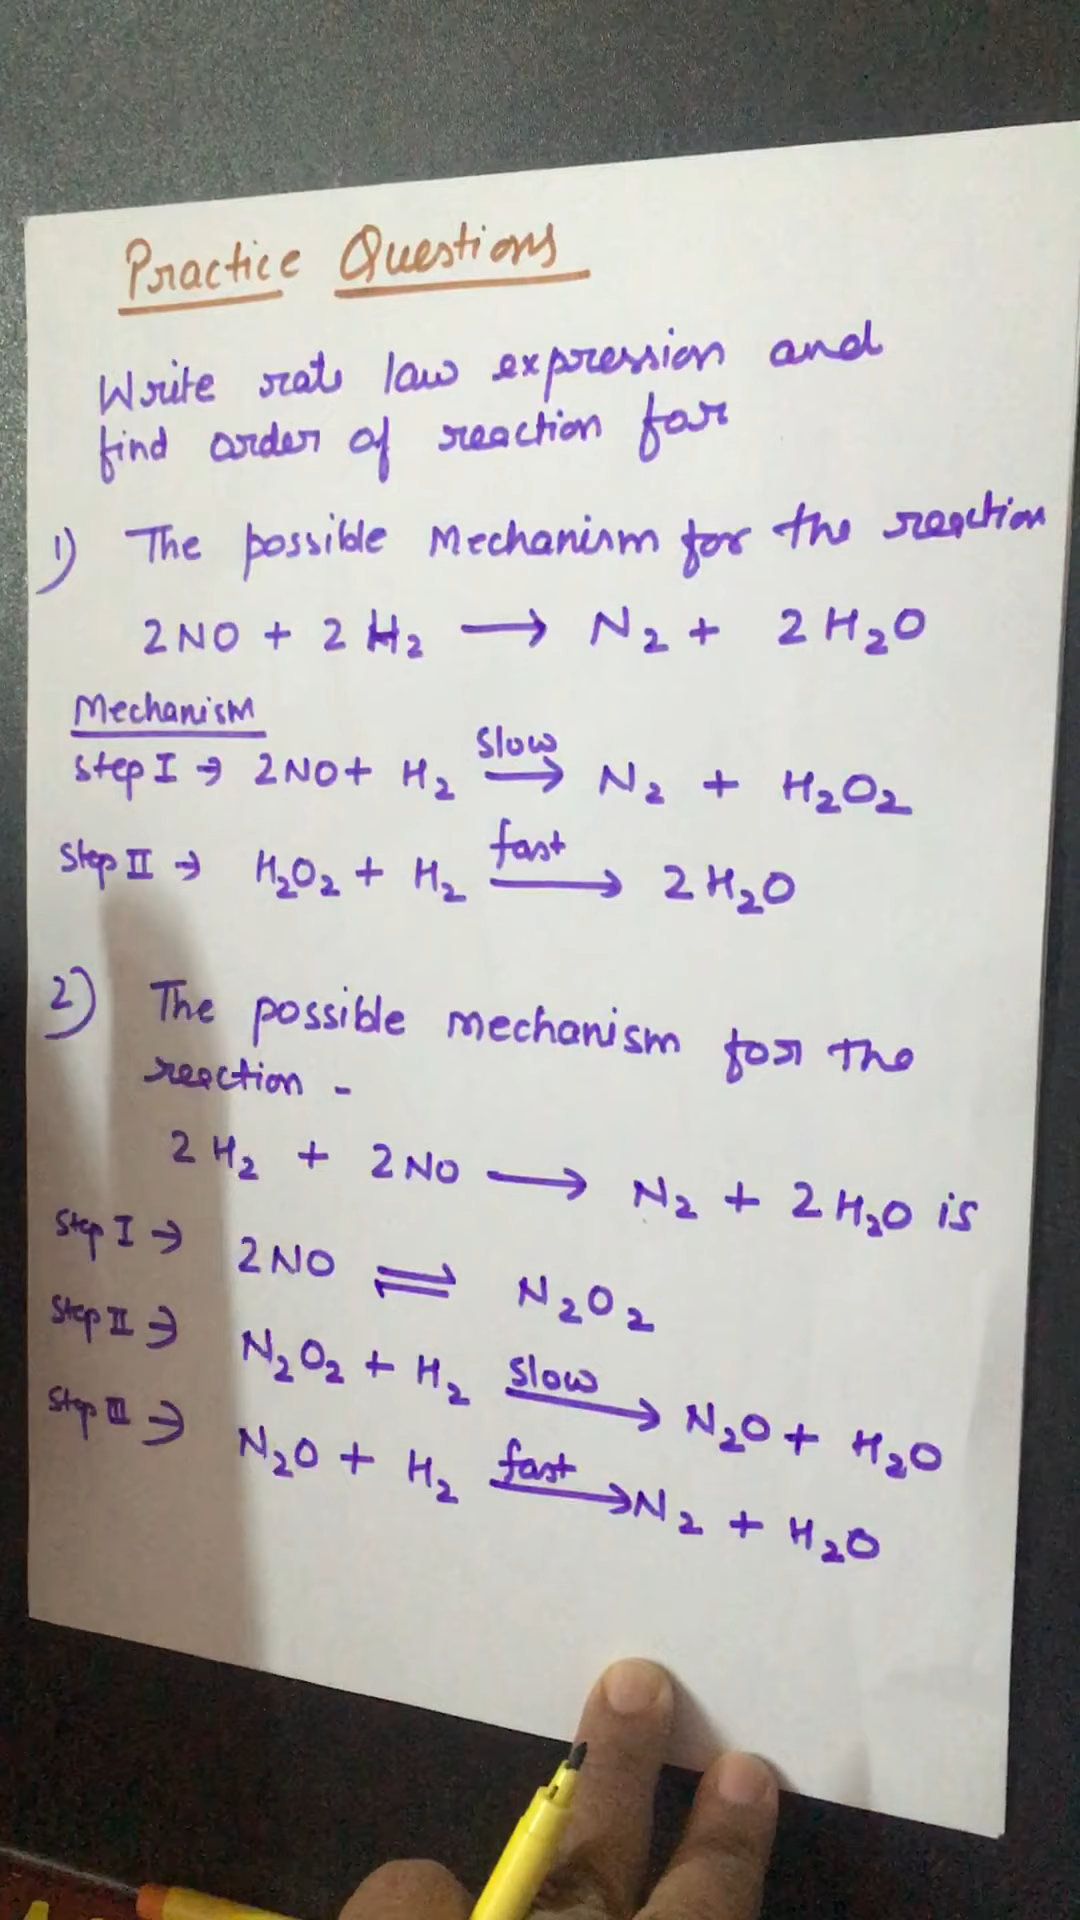 Practice Questions
Write rate law expression and
find order of reaction for
1) The possible Mechanism for the reaction
2NO + 2H₂ ⟶ N₂ + 2H₂O
Mechanism
Step I → 2NO + H₂ slow⟶ N₂ + H₂O₂
Step II → H₂O₂ + H₂ fast⟶ 2H₂O
2) The possible mechanism for the
reaction -
2H₂ + 2NO ⟶ N₂ + 2H₂O is
Step I → 2NO ⇌ N₂O₂
Step II → N₂O₂ + H₂ slow⟶ N₂O + H₂O
Step III → N₂O + H₂ fast⟶ N₂ + H₂O